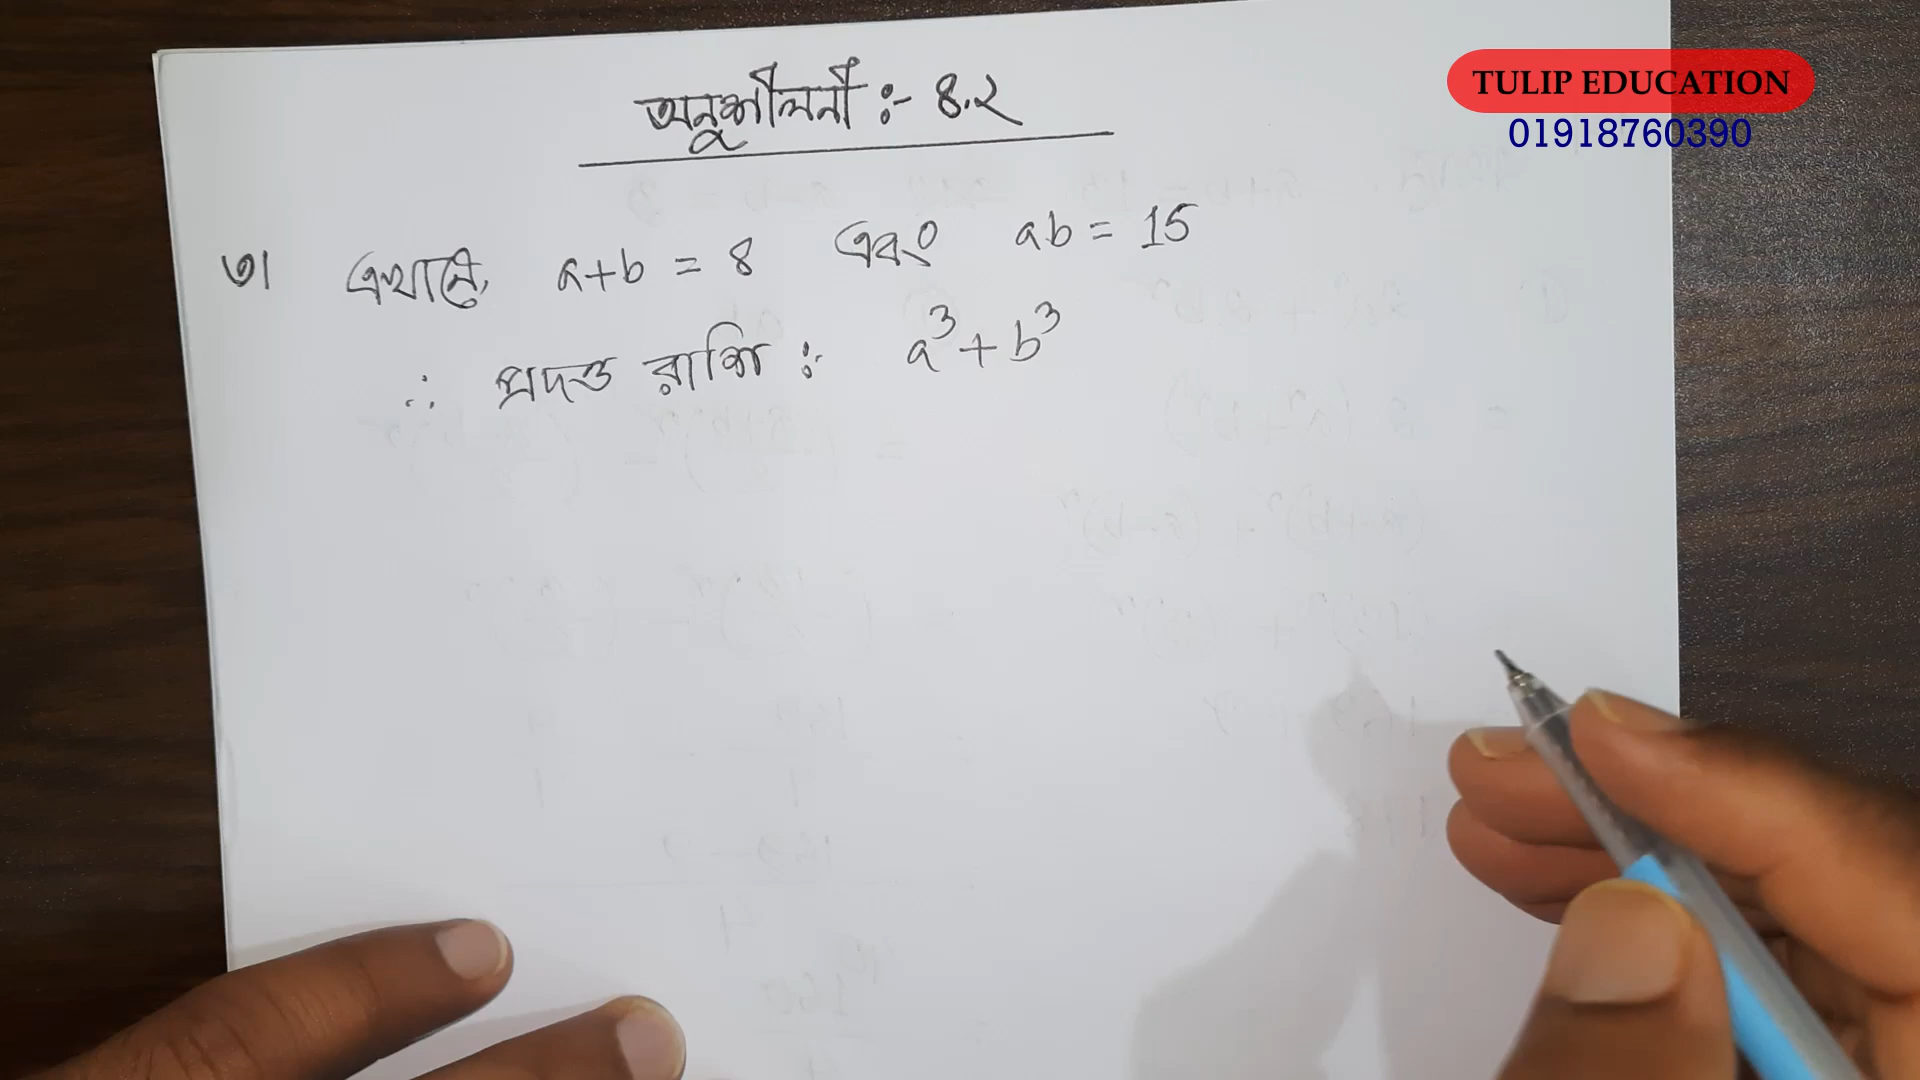 অনুশীলনী :- ৪.২
TULIP EDUCATION
01918760390
৩। এখানে, a+b = 8 এবং ab = 15
∴ প্রদত্ত রাশি :- a³+b³